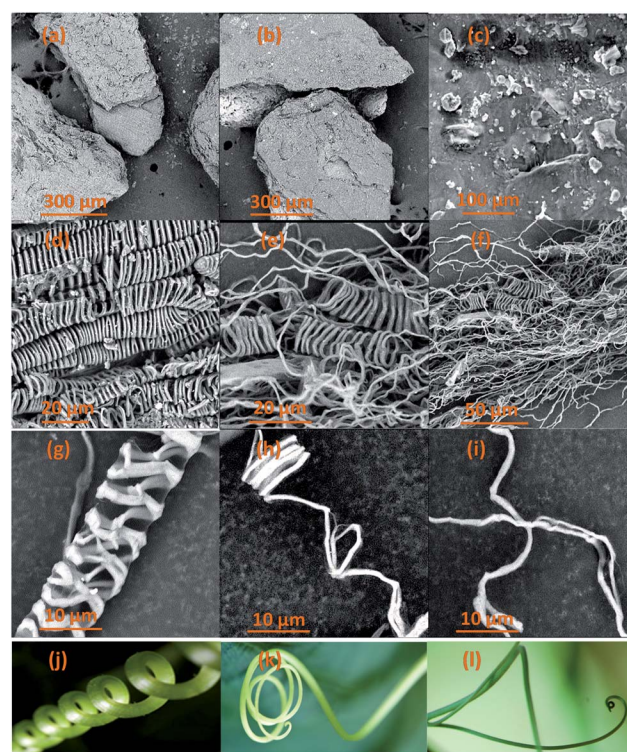 (a) (b) (c)
300 µm 300 µm 100 µm
(d) (e) (f)
20 µm 20 µm 50 µm
(g) (h) (i)
10 µm 10 µm 10 µm
(j) (k) (l)